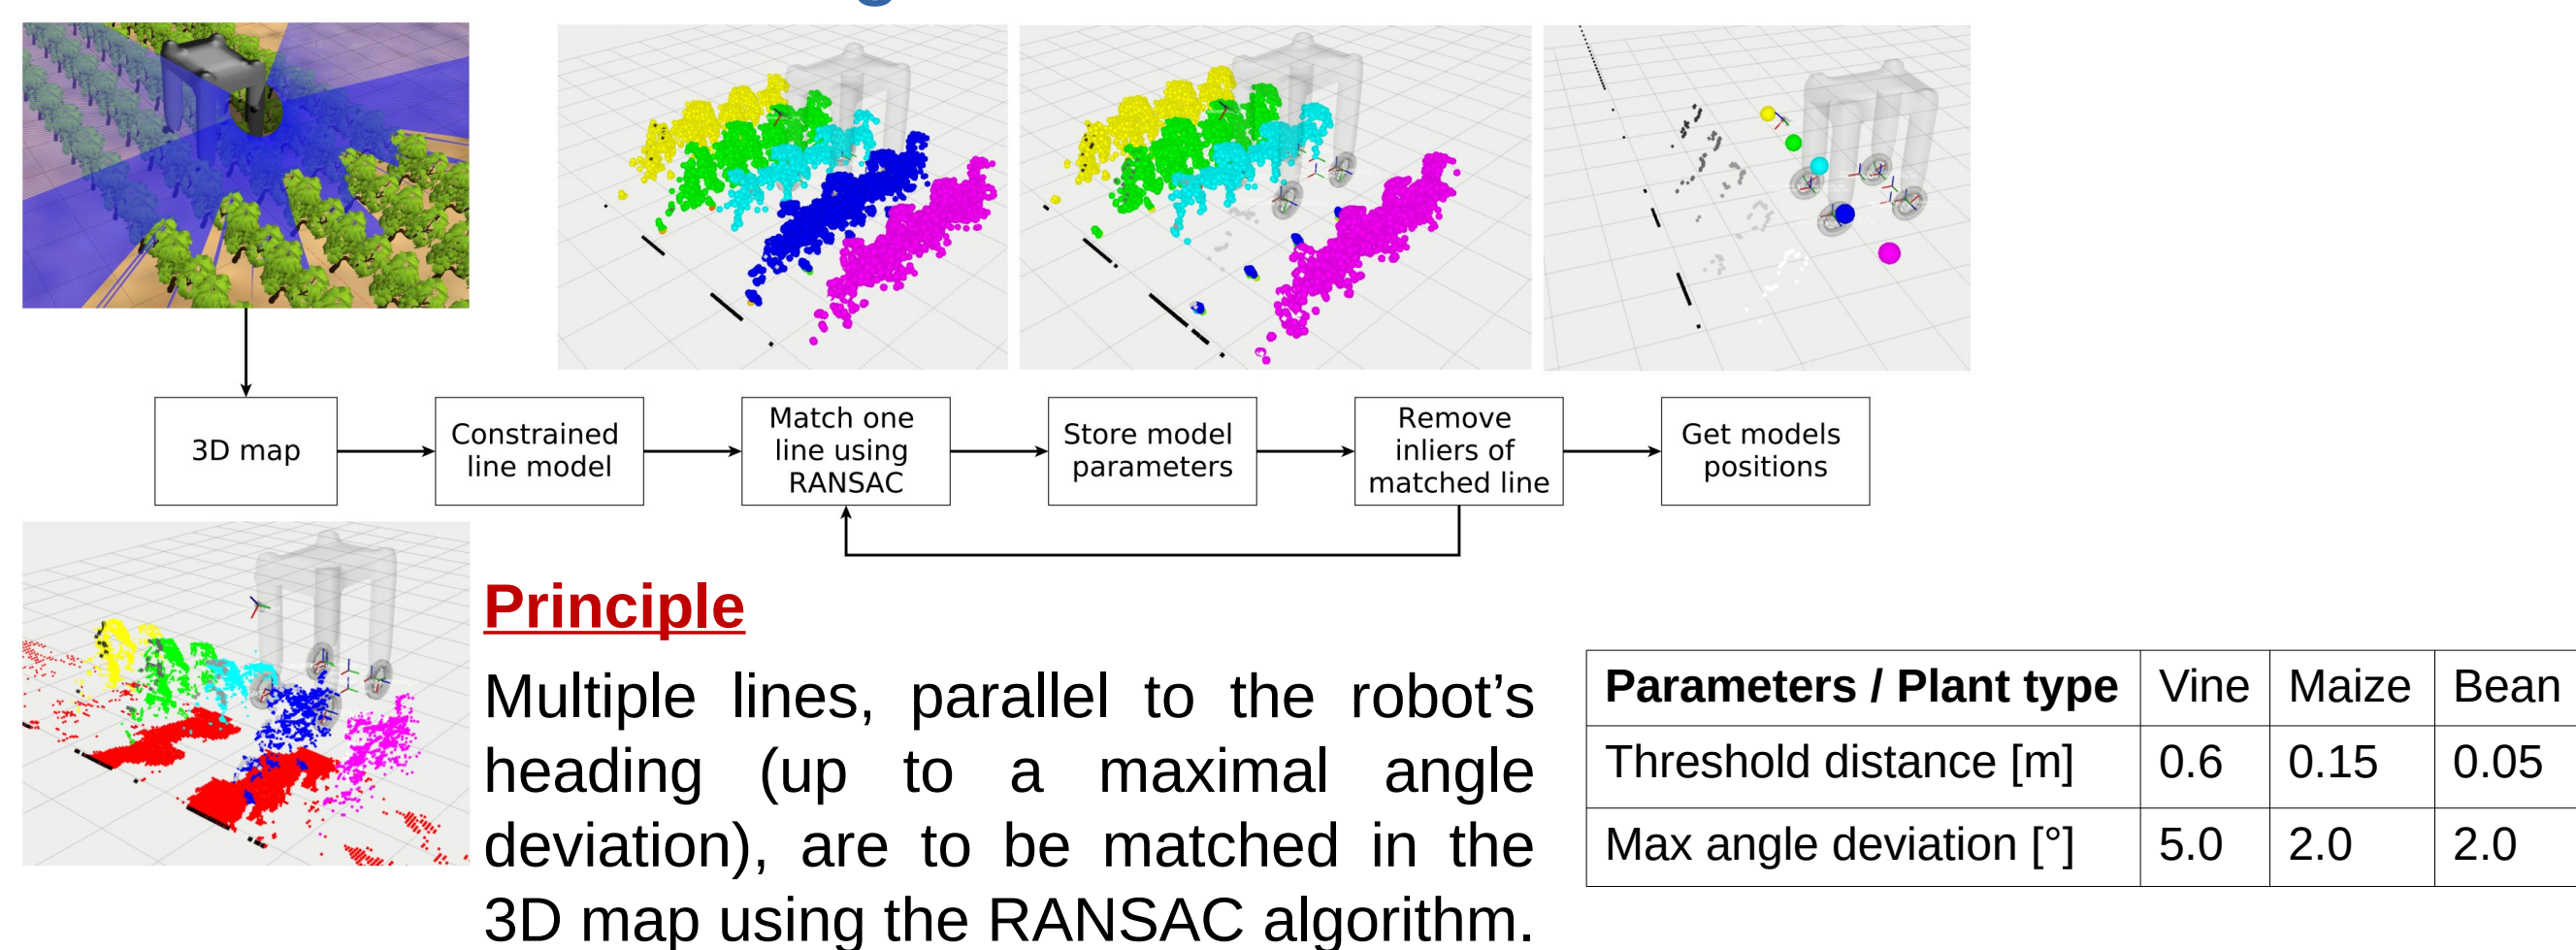 3D map
Constrained
line model
Match one
line using
RANSAC
Store model
parameters
Remove
inliers of
matched line
Get models
positions
Principle
Multiple lines, parallel to the robot’s
heading (up to a maximal angle
deviation), are to be matched in the
3D map using the RANSAC algorithm.
Parameters / Plant type Vine Maize Bean
Threshold distance [m] 0.6 0.15 0.05
Max angle deviation [°] 5.0 2.0 2.0